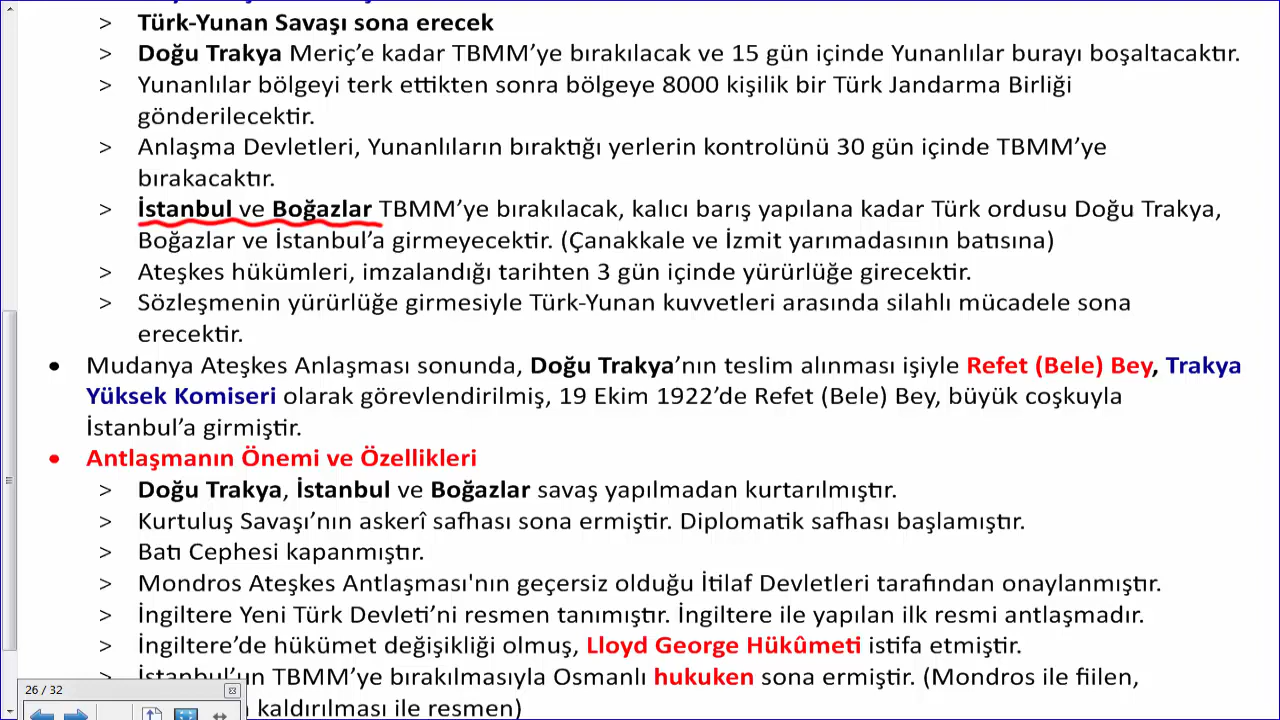 > Türk-Yunan Savaşı sona erecek
> Doğu Trakya Meriç’e kadar TBMM’ye bırakılacak ve 15 gün içinde Yunanlılar burayı boşaltacaktır.
> Yunanlılar bölgeyi terk ettikten sonra bölgeye 8000 kişilik bir Türk Jandarma Birliği
gönderilecektir.
> Anlaşma Devletleri, Yunanlıların bıraktığı yerlerin kontrolünü 30 gün içinde TBMM’ye
bırakacaktır.
> İstanbul ve Boğazlar TBMM’ye bırakılacak, kalıcı barış yapılana kadar Türk ordusu Doğu Trakya,
Boğazlar ve İstanbul’a girmeyecektir. (Çanakkale ve İzmit yarımadasının batısına)
> Ateşkes hükümleri, imzalandığı tarihten 3 gün içinde yürürlüğe girecektir.
> Sözleşmenin yürürlüğe girmesiyle Türk-Yunan kuvvetleri arasında silahlı mücadele sona
erecektir.
• Mudanya Ateşkes Anlaşması sonunda, Doğu Trakya’nın teslim alınması işiyle Refet (Bele) Bey, Trakya
Yüksek Komiseri olarak görevlendirilmiş, 19 Ekim 1922’de Refet (Bele) Bey, büyük coşkuyla
İstanbul’a girmiştir.
• Antlaşmanın Önemi ve Özellikleri
> Doğu Trakya, İstanbul ve Boğazlar savaş yapılmadan kurtarılmıştır.
> Kurtuluş Savaşı’nın askerî safhası sona ermiştir. Diplomatik safhası başlamıştır.
> Batı Cephesi kapanmıştır.
> Mondros Ateşkes Antlaşması'nın geçersiz olduğu İtilaf Devletleri tarafından onaylanmıştır.
> İngiltere Yeni Türk Devleti’ni resmen tanımıştır. İngiltere ile yapılan ilk resmi antlaşmadır.
> İngiltere’de hükümet değişikliği olmuş, Lloyd George Hükûmeti istifa etmiştir.
> İstanbul’un TBMM’ye bırakılmasıyla Osmanlı hukuken sona ermiştir. (Mondros ile fiilen,
kaldırılması ile resmen)
26 / 32